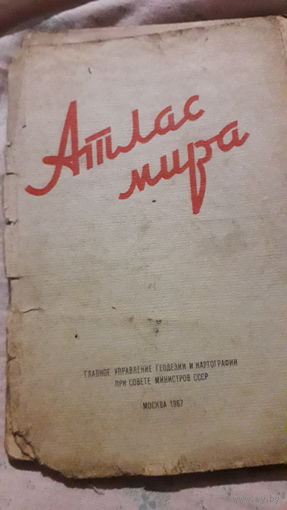 Атлас
мира
ГЛАВНОЕ УПРАВЛЕНИЕ ГЕОДЕЗИИ И КАРТОГРАФИИ
ПРИ СОВЕТЕ МИНИСТРОВ СССР
МОСКВА 1967